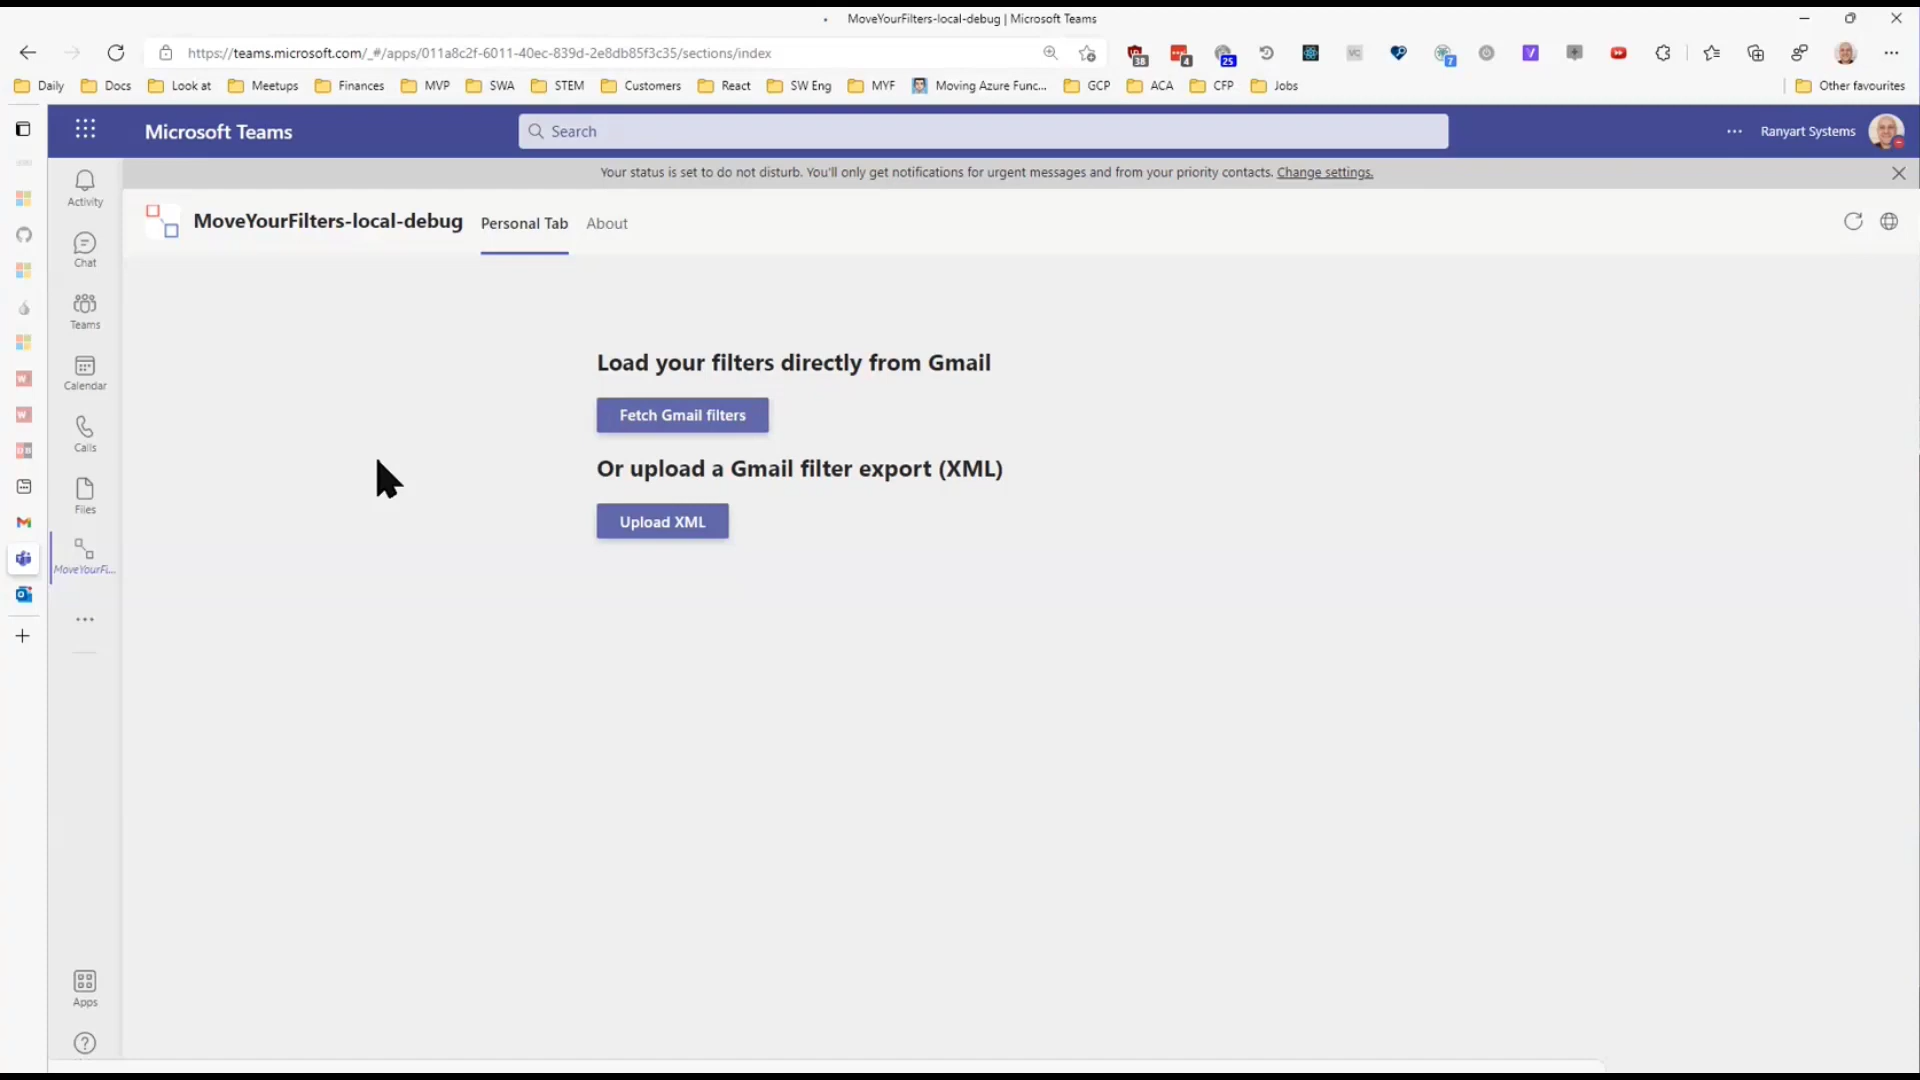 MoveYourFilters-local-debug | Microsoft Teams
https://teams.microsoft.com/_#/apps/011a8c2f-6011-40ec-839d-2e8db85f3c35/sections/index
38
4
25
VC
7
V
Daily
Docs
Look at
Meetups
Finances
MVP
SWA
STEM
Customers
React
SW Eng
MYF
Moving Azure Func...
GCP
ACA
CFP
Jobs
Other favourites
Microsoft Teams
Search
Ranyart Systems
Your status is set to do not disturb. You'll only get notifications for urgent messages and from your priority contacts. Change settings.
Activity
Chat
Teams
Calendar
Calls
Files
MoveYourFi...
Apps
MoveYourFilters-local-debug
Personal Tab
About
Load your filters directly from Gmail
Fetch Gmail filters
Or upload a Gmail filter export (XML)
Upload XML